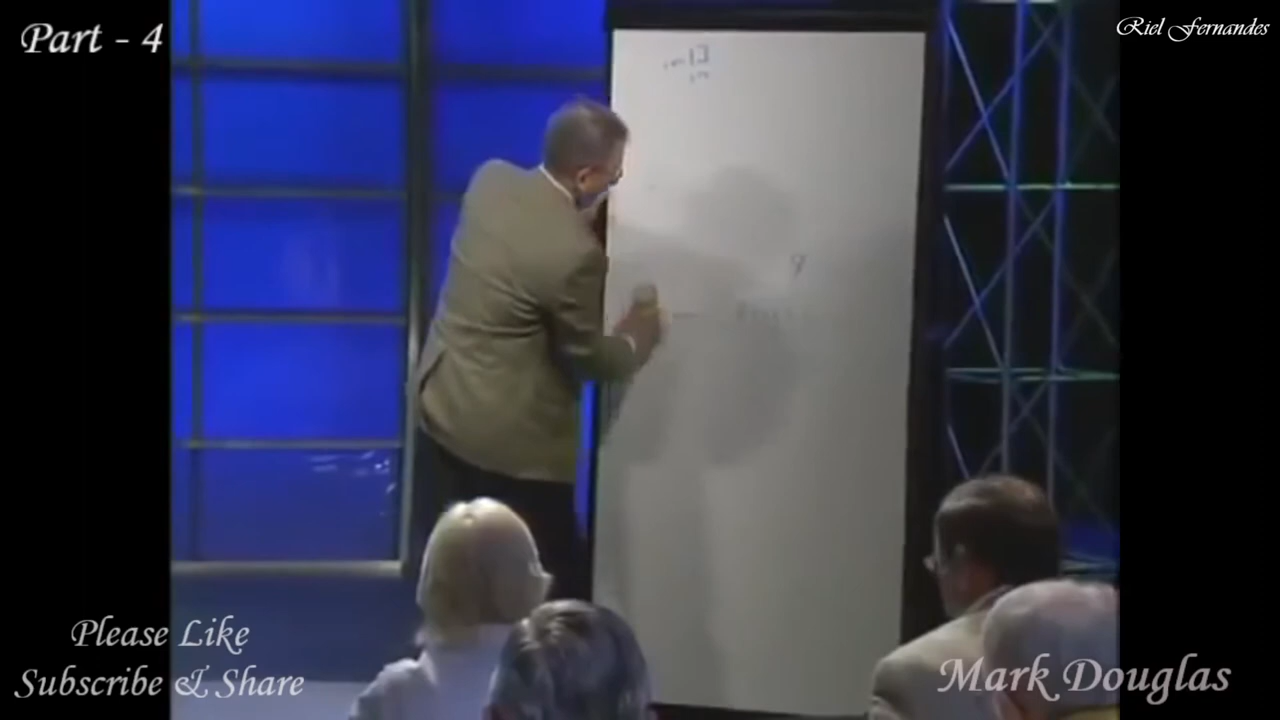 Part - 4
Riel Fernandes
Please Like
Subscribe & Share
Mark Douglas